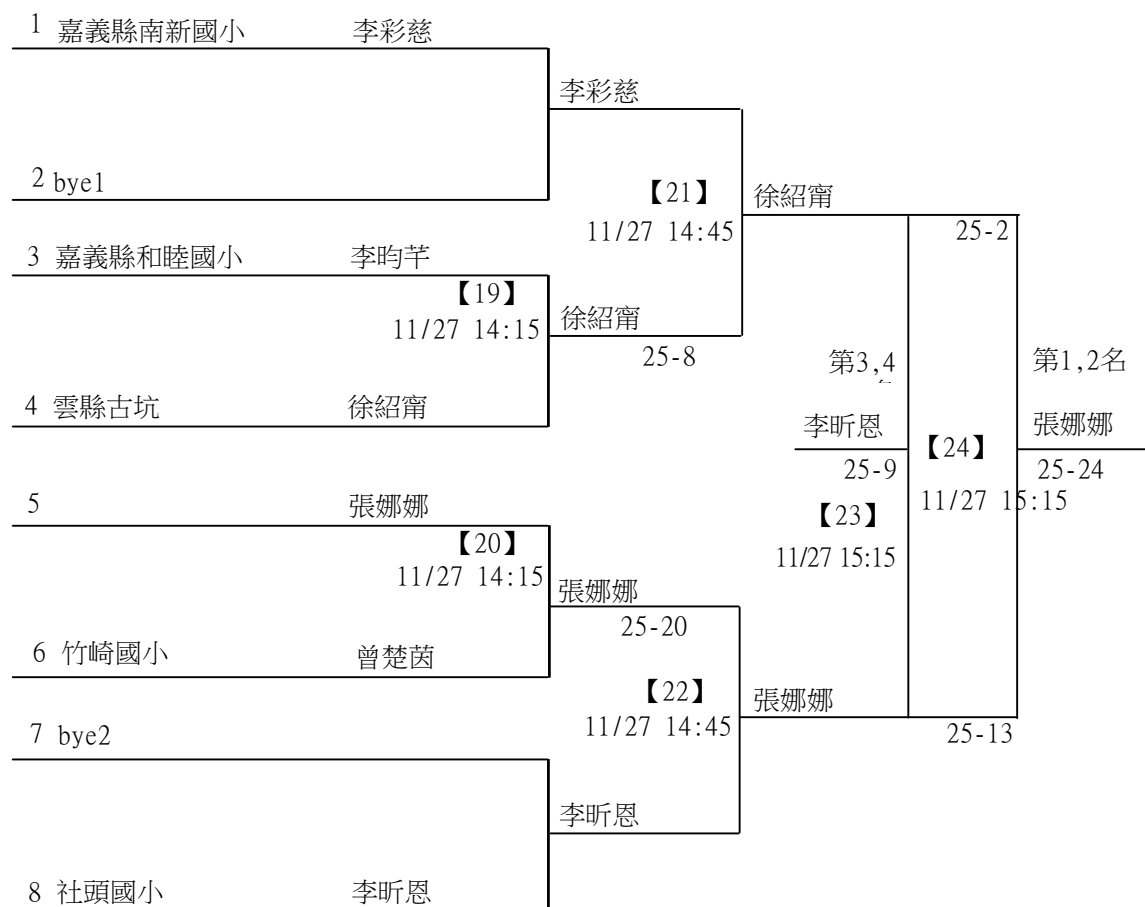 1 嘉義縣南新國小 李彩慈
李彩慈
2 bye1
【21】
徐紹甯
11/27 14:45
25-2
3 嘉義縣和睦國小 李昀芊
【19】
徐紹甯
11/27 14:15
25-8
第3,4
第1,2名
4 雲縣古坑 徐紹甯
李昕恩
【24】
張娜娜
25-9
25-24
11/27 15:15
5 張娜娜
【23】
【20】
11/27 15:15
11/27 14:15
張娜娜
25-20
6 竹崎國小 曾楚茵
【22】
張娜娜
11/27 14:45
25-13
7 bye2
李昕恩
8 社頭國小 李昕恩